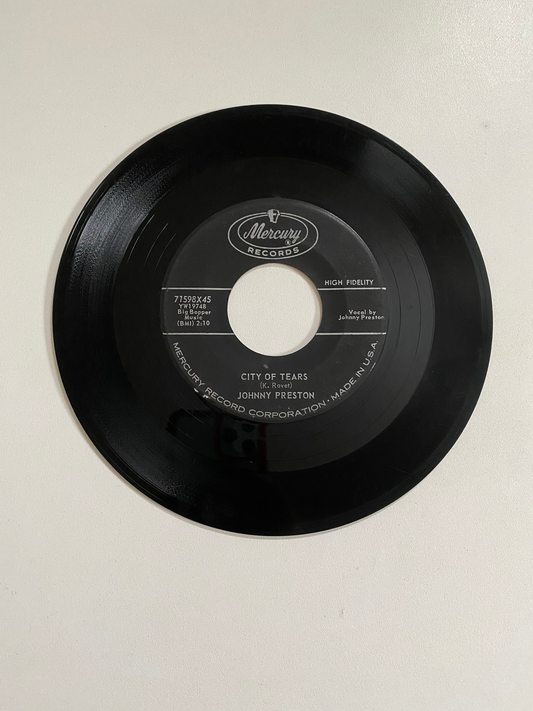 Mercury
R
RECORDS
HIGH FIDELITY
71598X45
YW19748
Big Bopper
Music
(BMI) 2:10
Vocal by
Johnny Preston
CITY OF TEARS
(K. Ravet)
JOHNNY PRESTON
MERCURY RECORD CORPORATION • MADE IN U.S.A.